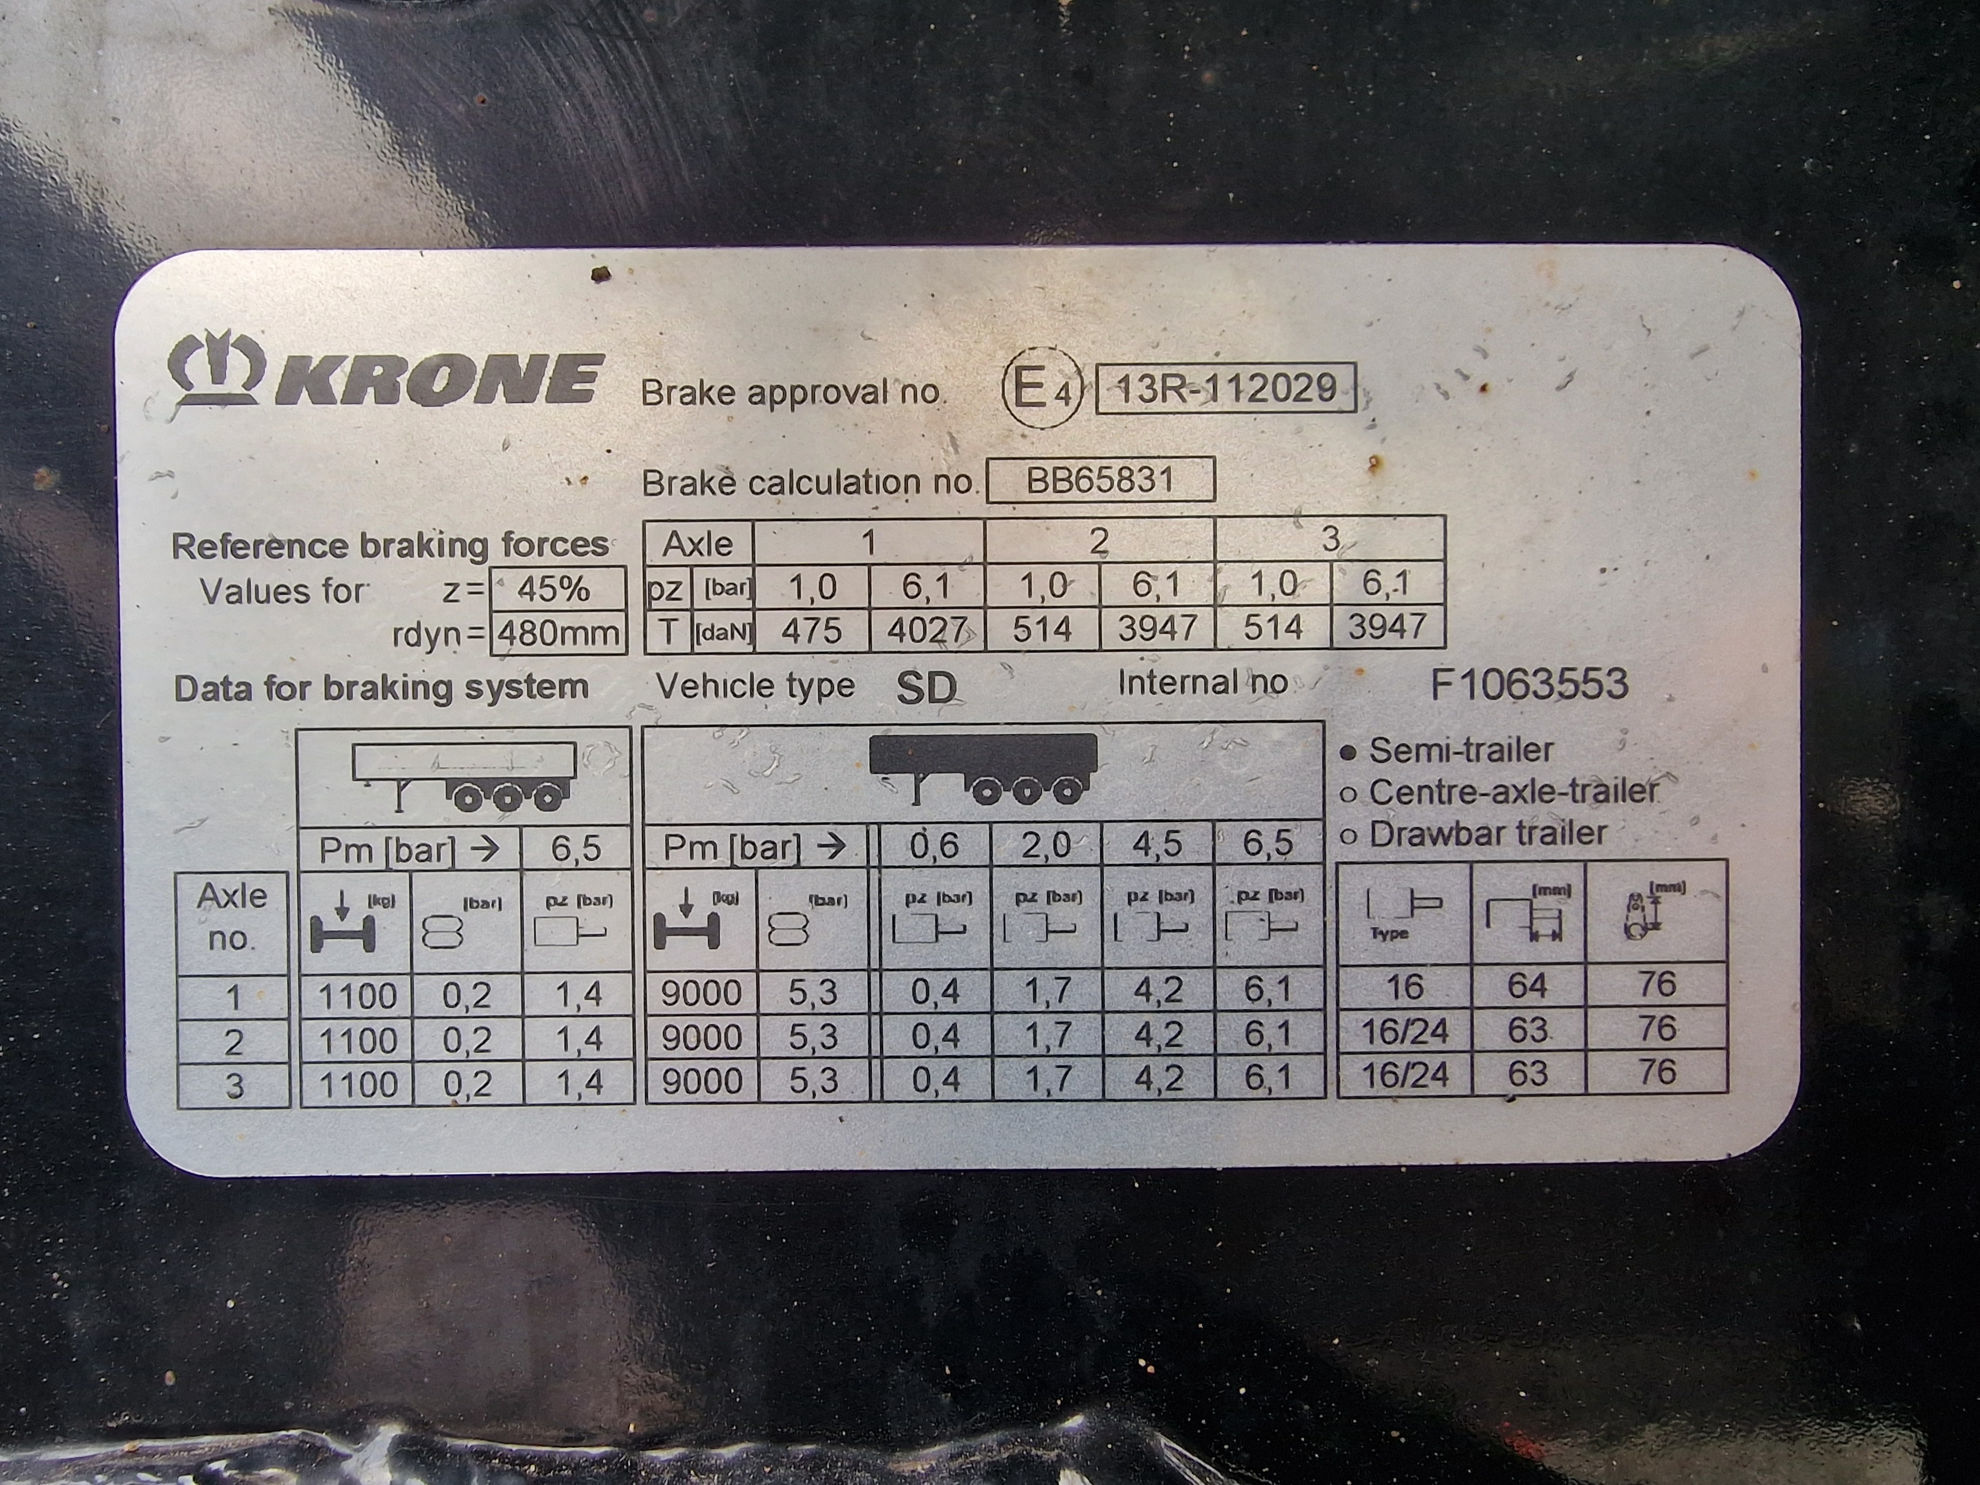 KRONE Brake approval no. E4 13R-112029
Brake calculation no. BB65831
Reference braking forces Axle 1 2 3
Values for z= 45% pz [bar] 1,0 6,1 1,0 6,1 1,0 6,1
rdyn= 480mm T [daN] 475 4027 514 3947 514 3947
Data for braking system Vehicle type SD Internal no F1063553
• Semi-trailer
o Centre-axle-trailer
o Drawbar trailer
Pm [bar] → 6,5 Pm [bar] → 0,6 2,0 4,5 6,5
Axle no. [kg] [bar] pz [bar] [kg] [bar] pz [bar] pz [bar] pz [bar] pz [bar] Type [mm] [mm]
1 1100 0,2 1,4 9000 5,3 0,4 1,7 4,2 6,1 16 64 76
2 1100 0,2 1,4 9000 5,3 0,4 1,7 4,2 6,1 16/24 63 76
3 1100 0,2 1,4 9000 5,3 0,4 1,7 4,2 6,1 16/24 63 76